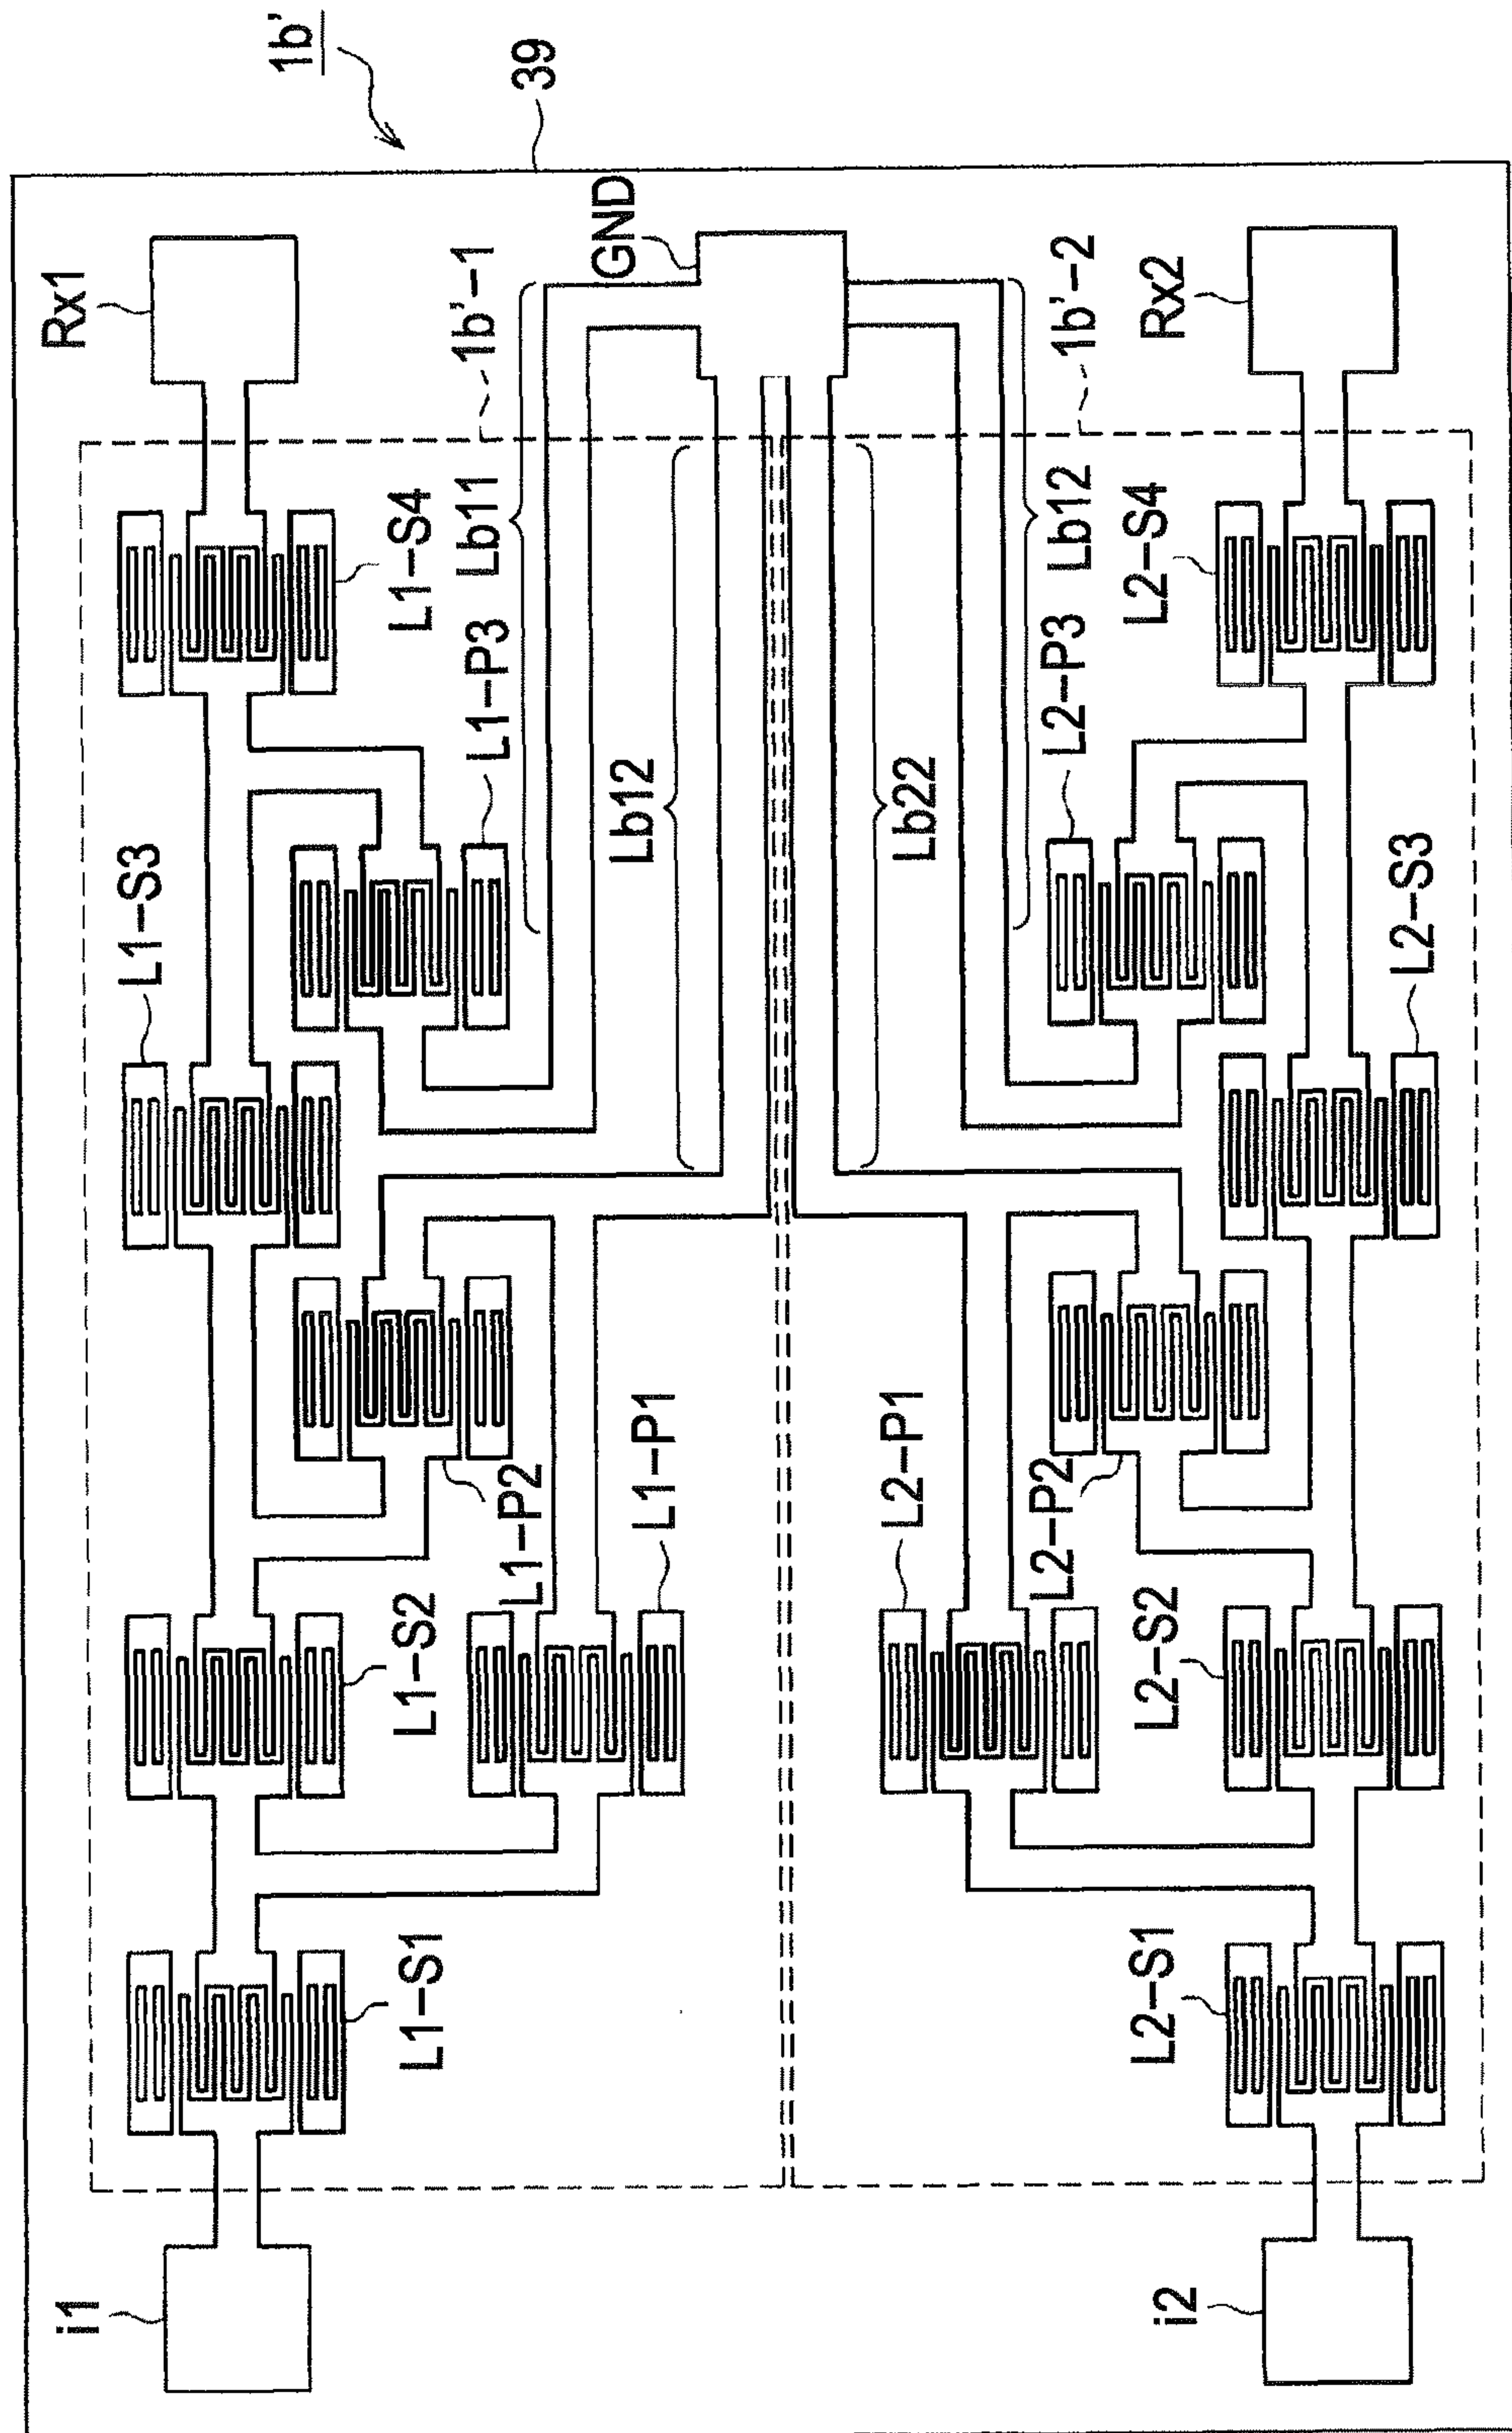 1b'
39
Rx1
GND
1b'-1
1b'-2
Rx2
L1-S4
Lb11
Lb12
L2-S4
L1-P3
L2-P3
Lb12
Lb22
L1-S3
L2-S3
L1-P2
L1-P1
L2-P1
L2-P2
L1-S2
L2-S2
L1-S1
L2-S1
i1
i2